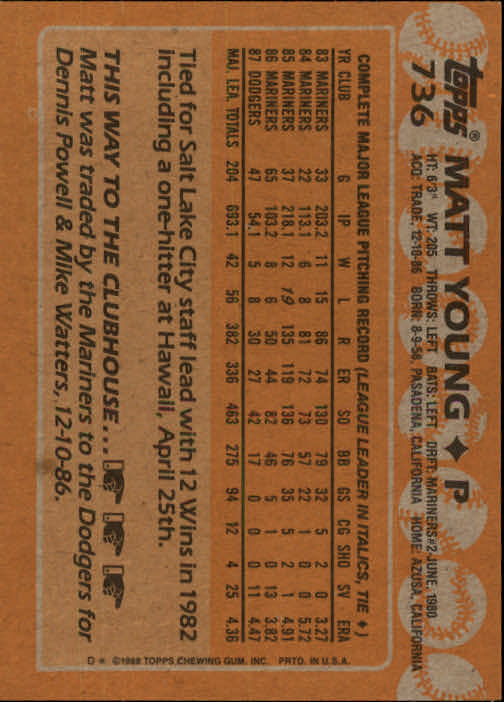 topps
736
MATT YOUNG ♦ P
HT: 6'3" WT: 205 THROWS: LEFT BATS: LEFT DRFT: MARINERS #2-JUNE, 1980
ACQ: TRADE, 12-10-86 BORN: 8-9-58, PASADENA, CALIFORNIA HOME: AZUSA, CALIFORNIA
COMPLETE MAJOR LEAGUE PITCHING RECORD (LEAGUE LEADER IN ITALICS, TIE ♦)
YR CLUB G IP W L R ER SO BB GS CG SHO SV ERA
83 MARINERS 33 203.2 11 15 86 74 130 79 32 5 2 0 3.27
84 MARINERS 22 113.1 6 8 81 72 73 57 22 1 0 0 5.72
85 MARINERS 37 218.1 12 19 135 119 136 76 35 5 2 1 4.91
86 MARINERS 65 103.2 8 6 50 44 82 46 5 1 0 13 3.82
87 DODGERS 47 54.1 5 8 30 27 42 17 0 0 0 11 4.47
MAJ. LEA. TOTALS 204 693.1 42 56 382 336 463 275 94 12 4 25 4.36
Tied for Salt Lake City staff lead with 12 Wins in 1982
including a one-hitter at Hawaii, April 25th.
THIS WAY TO THE CLUBHOUSE...
Matt was traded by the Mariners to the Dodgers for
Dennis Powell & Mike Watters, 12-10-86.
D * ©1988 TOPPS CHEWING GUM, INC. PRTD. IN U.S.A.